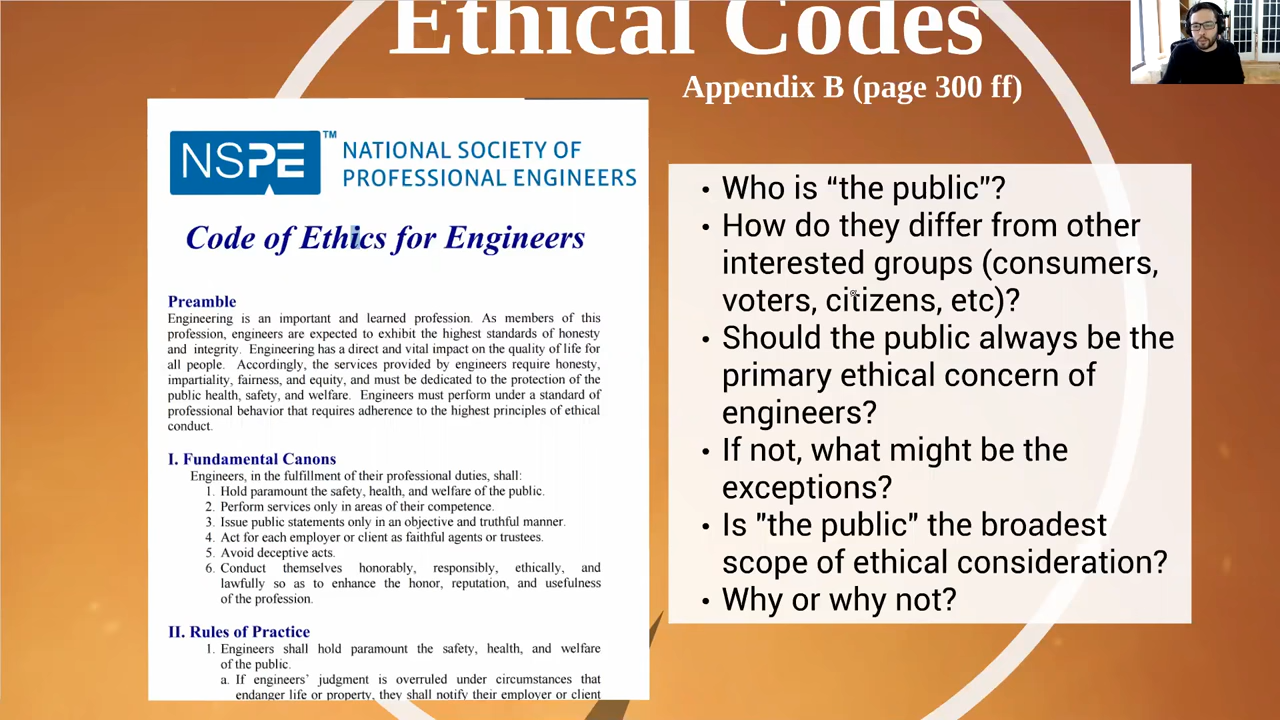 Ethical Codes
Appendix B (page 300 ff)
NSPE™ NATIONAL SOCIETY OF
PROFESSIONAL ENGINEERS
Code of Ethics for Engineers
Preamble
Engineering is an important and learned profession. As members of this
profession, engineers are expected to exhibit the highest standards of honesty
and integrity. Engineering has a direct and vital impact on the quality of life for
all people. Accordingly, the services provided by engineers require honesty,
impartiality, fairness, and equity, and must be dedicated to the protection of the
public health, safety, and welfare. Engineers must perform under a standard of
professional behavior that requires adherence to the highest principles of ethical
conduct.
I. Fundamental Canons
Engineers, in the fulfillment of their professional duties, shall:
1. Hold paramount the safety, health, and welfare of the public.
2. Perform services only in areas of their competence.
3. Issue public statements only in an objective and truthful manner.
4. Act for each employer or client as faithful agents or trustees.
5. Avoid deceptive acts.
6. Conduct themselves honorably, responsibly, ethically, and
lawfully so as to enhance the honor, reputation, and usefulness
of the profession.
II. Rules of Practice
1. Engineers shall hold paramount the safety, health, and welfare
of the public.
a. If engineers' judgment is overruled under circumstances that
endanger life or property, they shall notify their employer or client
• Who is “the public”?
• How do they differ from other
interested groups (consumers,
voters, citizens, etc)?
• Should the public always be the
primary ethical concern of
engineers?
• If not, what might be the
exceptions?
• Is "the public" the broadest
scope of ethical consideration?
• Why or why not?